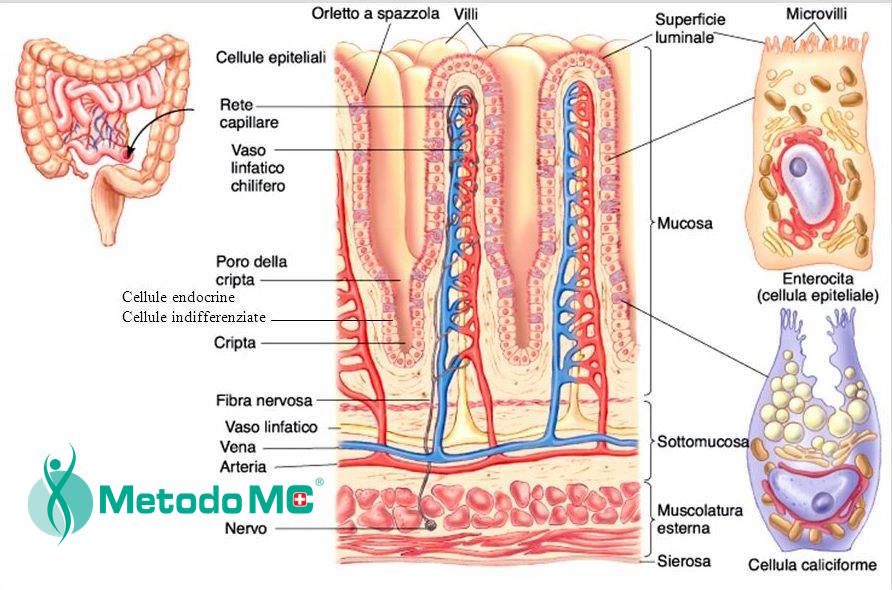 Orletto a spazzola
Villi
Superficie
luminale
Microvilli
Cellule epiteliali
Rete
capillare
Vaso
linfatico
chilifero
Mucosa
Poro della
cripta
Enterocita
(cellula epiteliale)
Cellule endocrine
Cellule indifferenziate
Cripta
Fibra nervosa
Vaso linfatico
Vena
Arteria
Sottomucosa
Metodo MC®
Nervo
Muscolatura
esterna
Sierosa
Cellula caliciforme